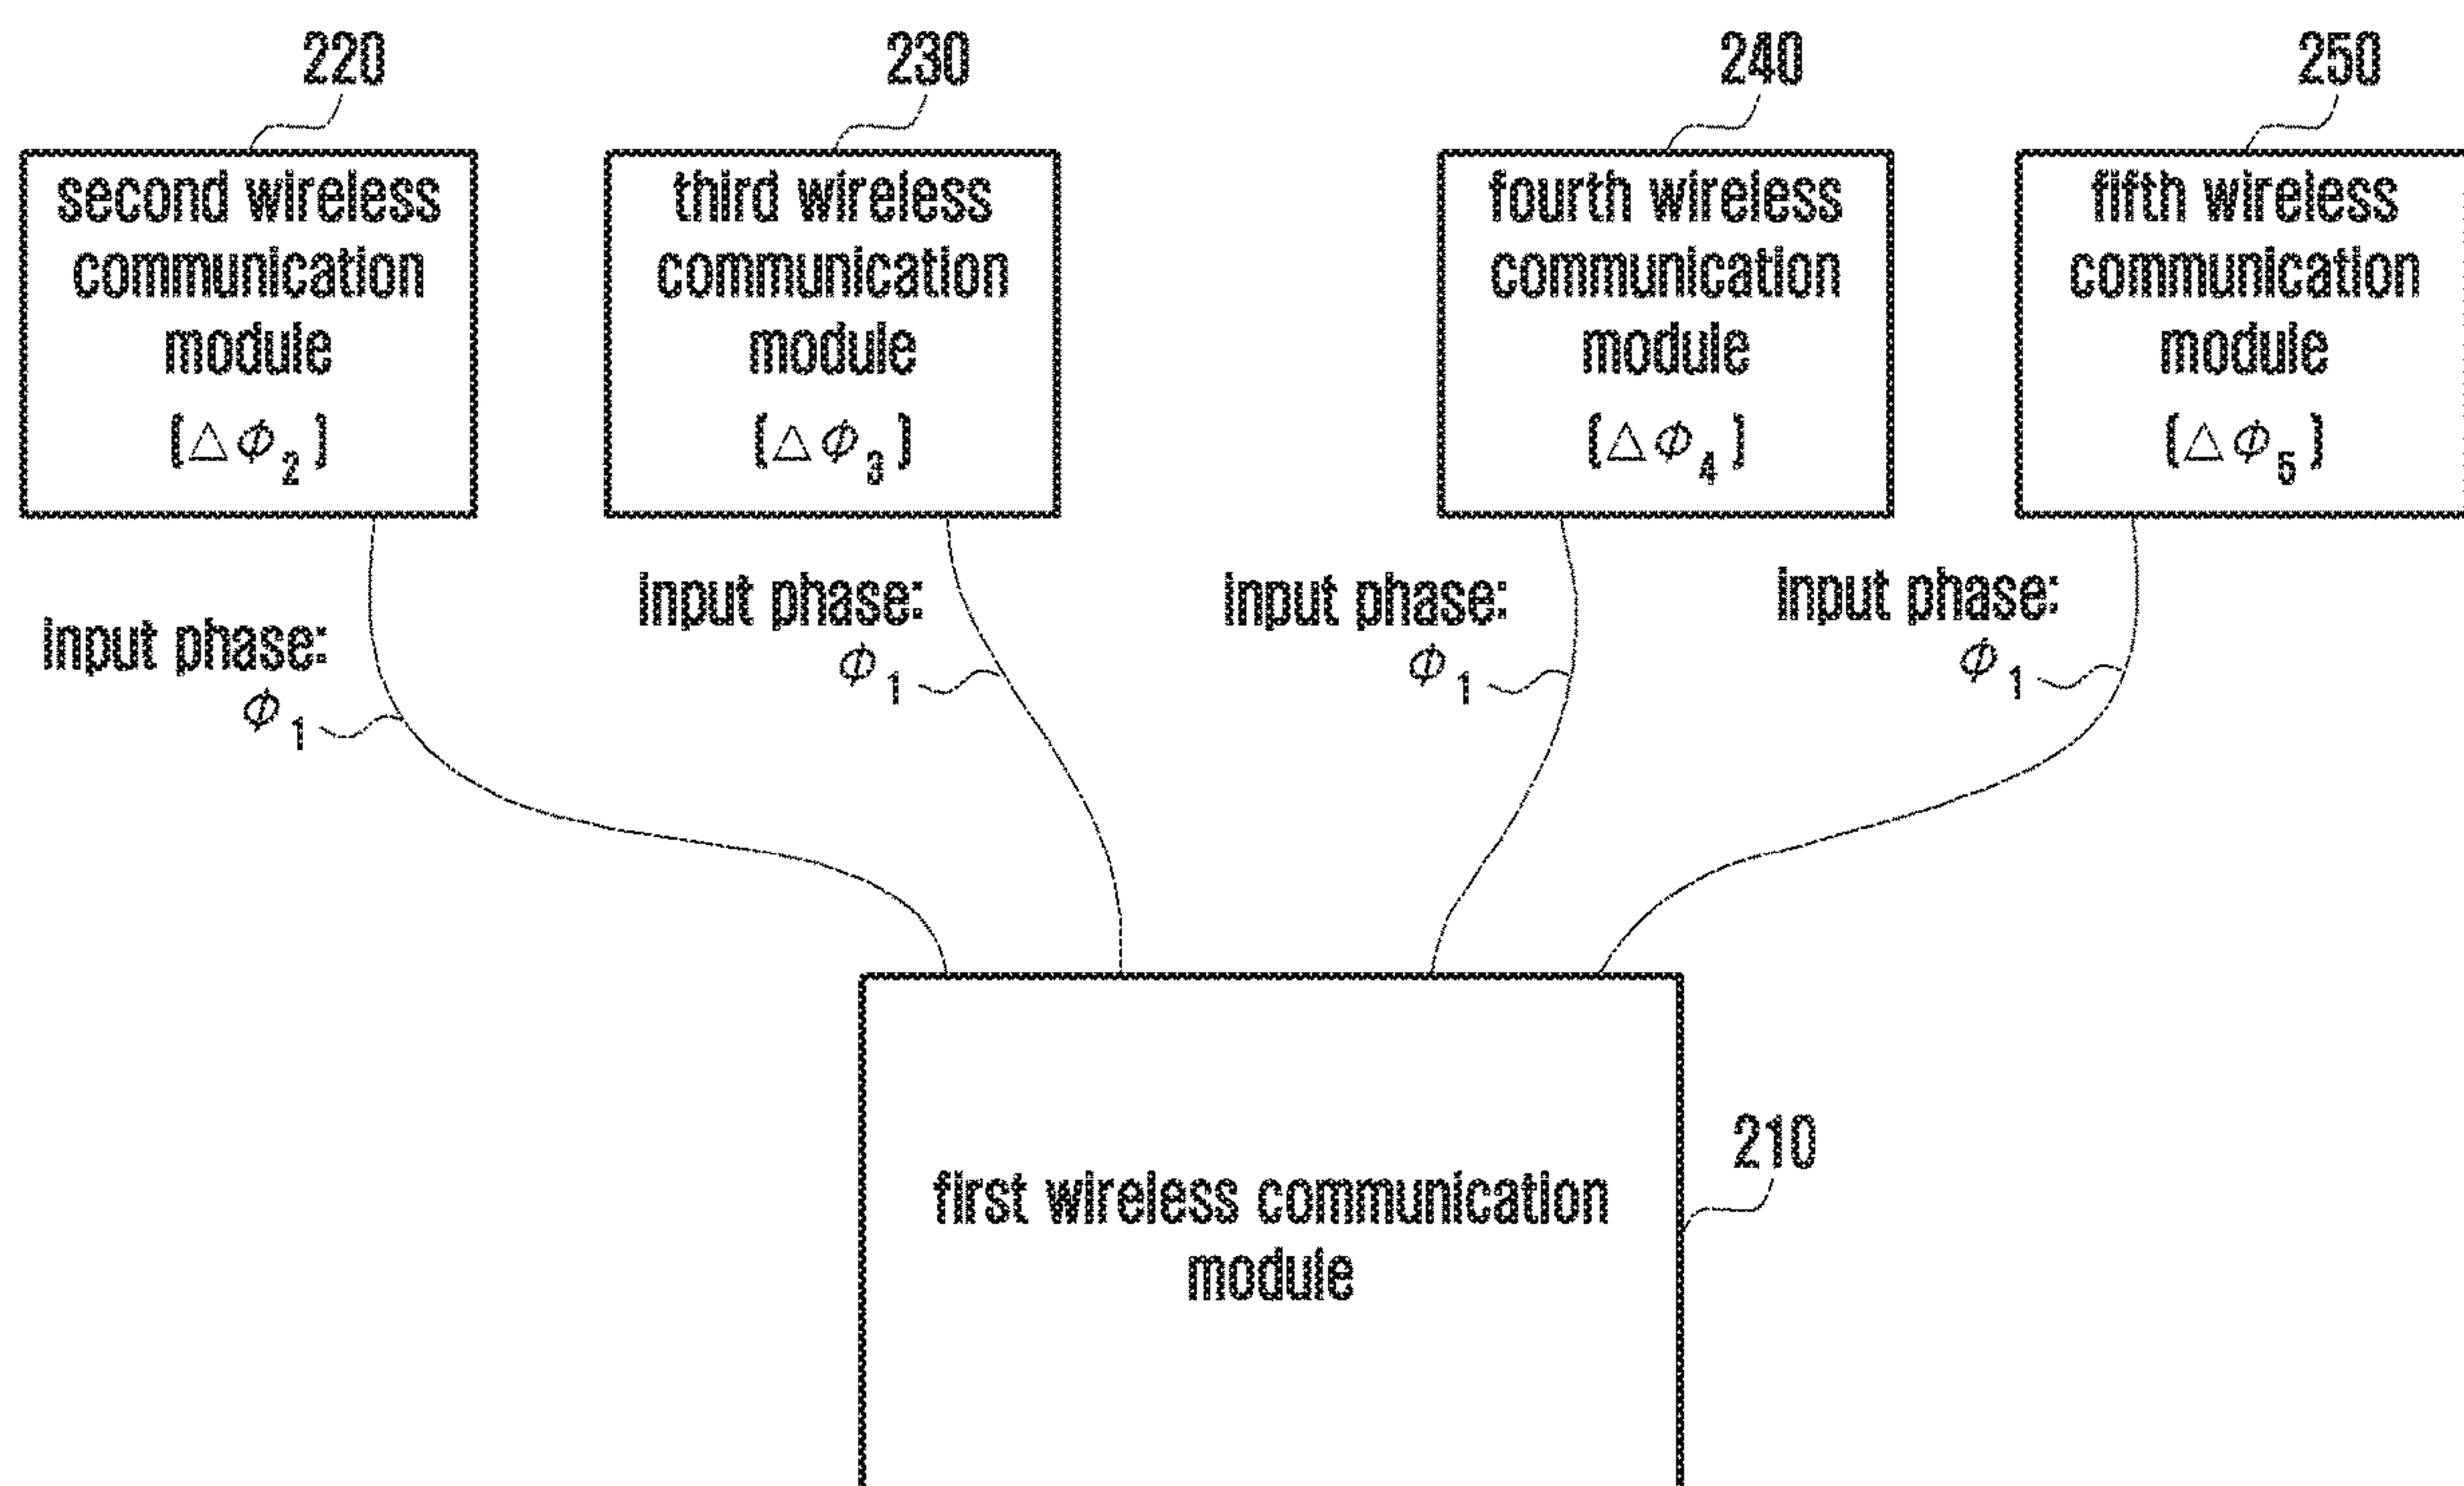 220
230
240
250
second wireless
communication
module
[△Φ2]
third wireless
communication
module
[△Φ3]
fourth wireless
communication
module
[△Φ4]
fifth wireless
communication
module
[△Φ5]
input phase:
Φ1
input phase:
Φ1
input phase:
Φ1
input phase:
Φ1
210
first wireless communication
module